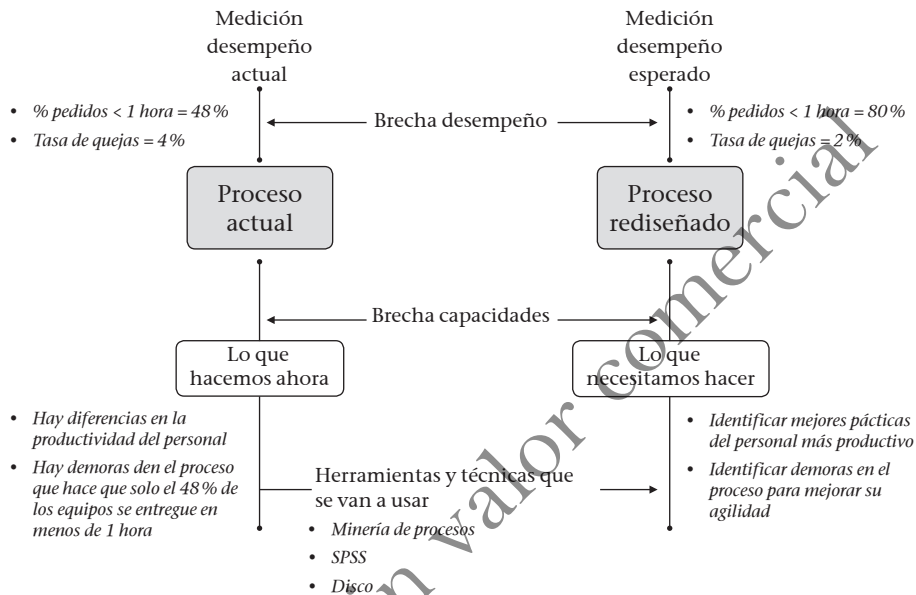 Medición
desempeño
actual
Medición
desempeño
esperado
• % pedidos < 1 hora = 48%
• Tasa de quejas = 4%
Brecha desempeño
• % pedidos < 1 hora = 80%
• Tasa de quejas = 2%
Proceso
actual
Proceso
rediseñado
Brecha capacidades
Lo que
hacemos ahora
Lo que
necesitamos hacer
• Hay diferencias en la
productividad del personal
• Hay demoras den el proceso
que hace que solo el 48% de
los equipos se entregue en
menos de 1 hora
Herramientas y técnicas que
se van a usar
• Minería de procesos
• SPSS
• Disco
• Identificar mejores pácticas
del personal más productivo
• Identificar demoras en el
proceso para mejorar su
agilidad
in valor comercial